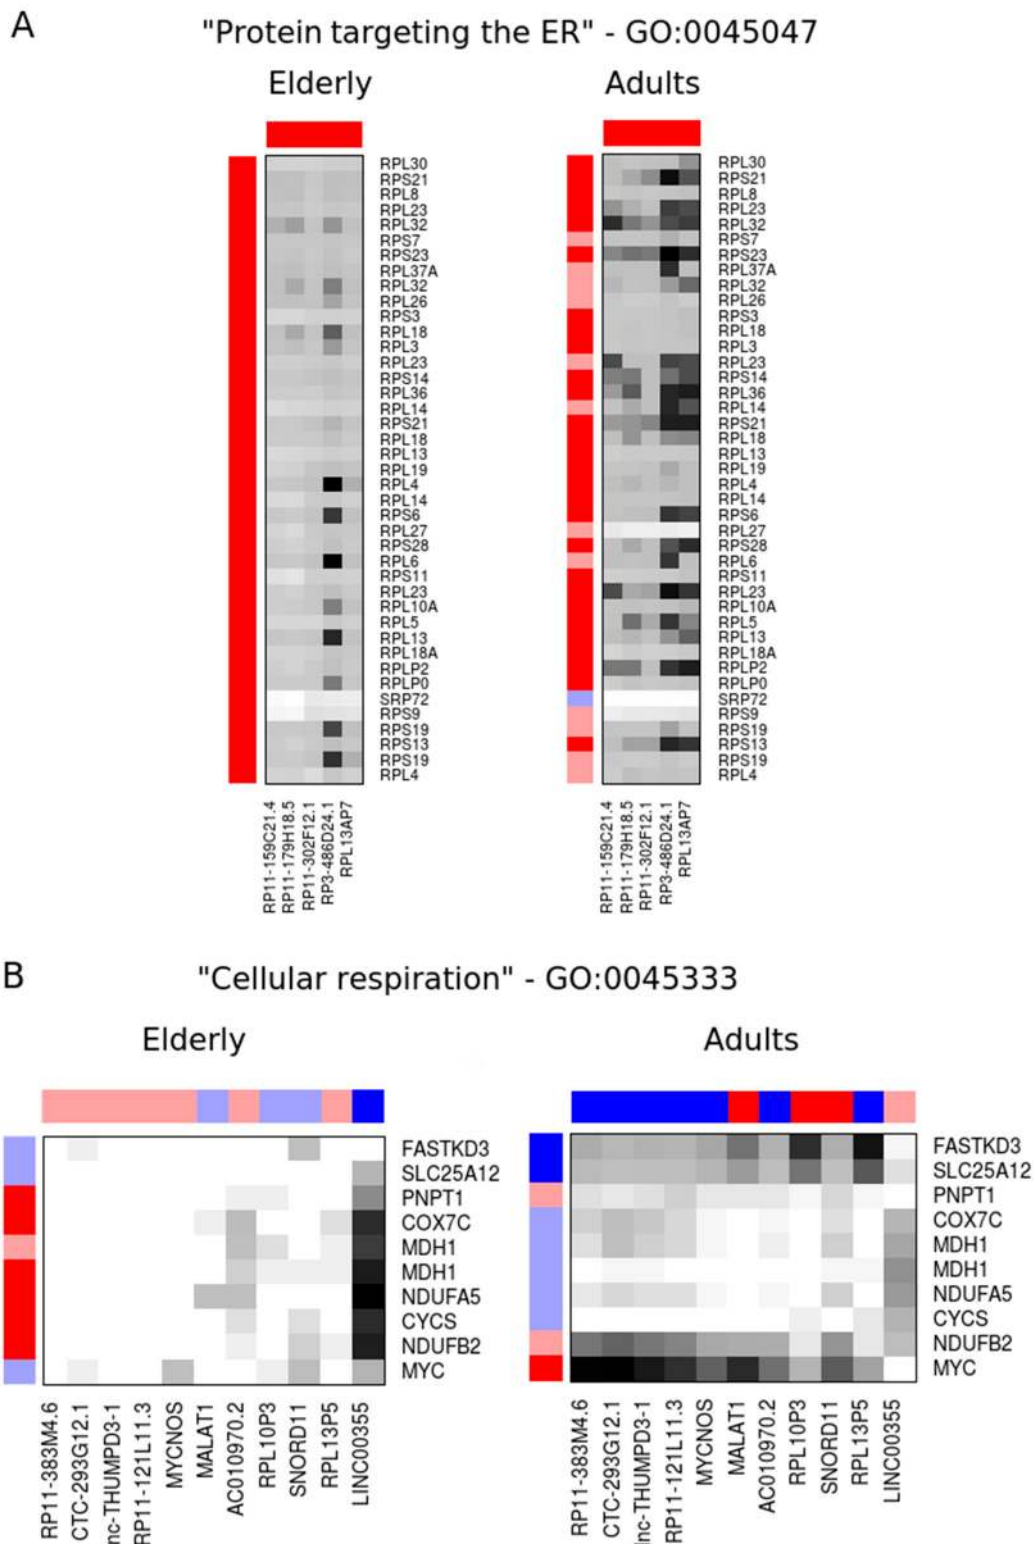 A
"Protein targeting the ER" - GO:0045047
Elderly
Adults
RPL30
RPS21
RPL8
RPL23
RPL32
RPS7
RPS23
RPL37A
RPL32
RPL26
RPS3
RPL18
RPL3
RPL23
RPS14
RPL36
RPL14
RPS21
RPL18
RPL13
RPL19
RPL4
RPL14
RPS6
RPL27
RPS28
RPL6
RPS11
RPL23
RPL10A
RPL5
RPL13
RPL18A
RPLP2
RPLP0
SRP72
RPS9
RPS19
RPS13
RPS19
RPL4
RP11-159C21.4
RP11-179H18.5
RP11-302F12.1
RP3-486D24.1
RPL13AP7
RPL30
RPS21
RPL8
RPL23
RPL32
RPS7
RPS23
RPL37A
RPL32
RPL26
RPS3
RPL18
RPL3
RPL23
RPS14
RPL36
RPL14
RPS21
RPL18
RPL13
RPL19
RPL4
RPL14
RPS6
RPL27
RPS28
RPL6
RPS11
RPL23
RPL10A
RPL5
RPL13
RPL18A
RPLP2
RPLP0
SRP72
RPS9
RPS19
RPS13
RPS19
RPL4
RP11-159C21.4
RP11-179H18.5
RP11-302F12.1
RP3-486D24.1
RPL13AP7
B
"Cellular respiration" - GO:0045333
Elderly
Adults
FASTKD3
SLC25A12
PNPT1
COX7C
MDH1
MDH1
NDUFA5
CYCS
NDUFB2
MYC
RP11-383M4.6
CTC-293G12.1
nc-THUMPD3-1
RP11-121L11.3
MYCNOS
MALAT1
AC010970.2
RPL10P3
SNORD11
RPL13P5
LINC00355
FASTKD3
SLC25A12
PNPT1
COX7C
MDH1
MDH1
NDUFA5
CYCS
NDUFB2
MYC
RP11-383M4.6
CTC-293G12.1
lnc-THUMPD3-1
RP11-121L11.3
MYCNOS
MALAT1
AC010970.2
RPL10P3
SNORD11
RPL13P5
LINC00355